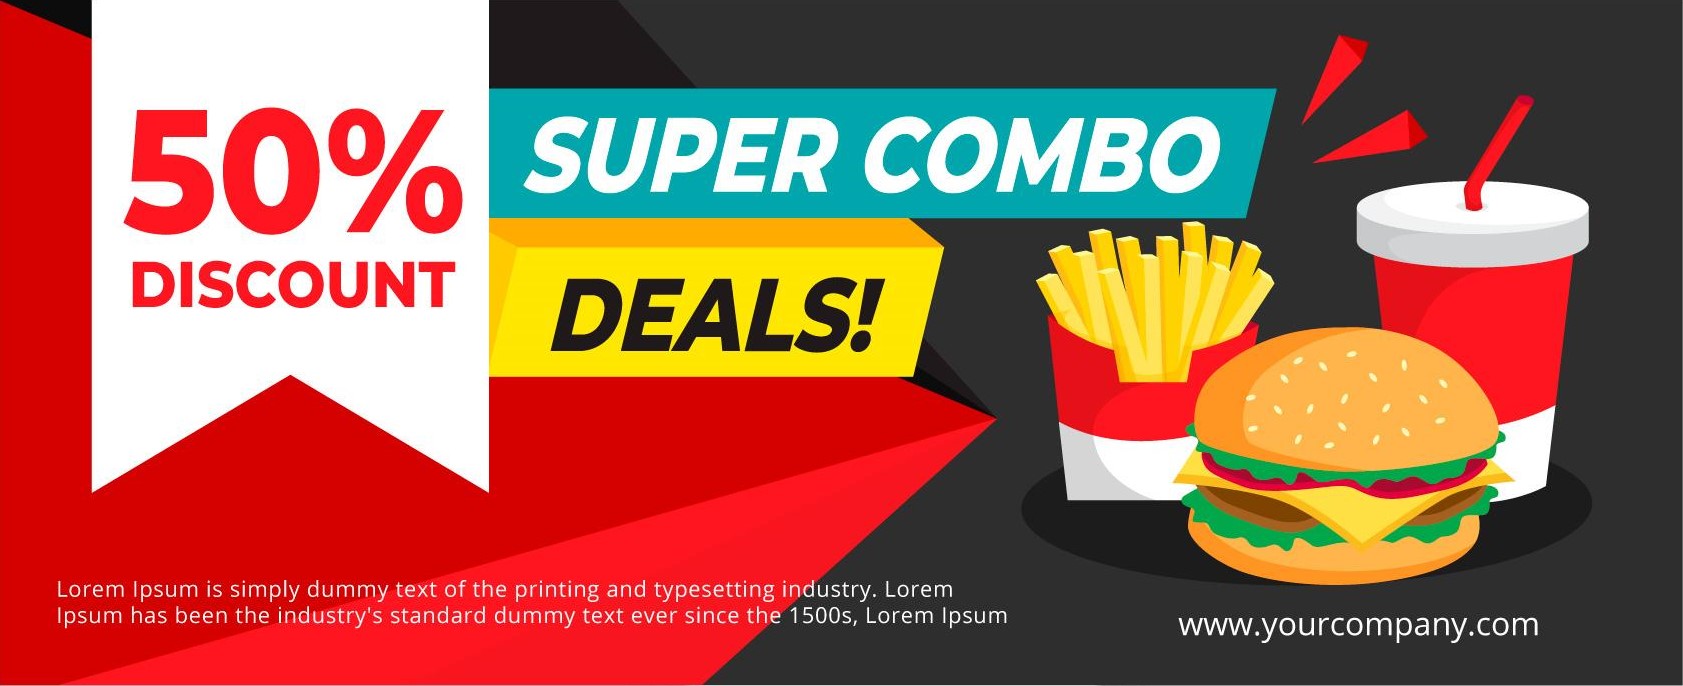 50%
DISCOUNT
SUPER COMBO
DEALS!
Lorem Ipsum is simply dummy text of the printing and typesetting industry. Lorem
Ipsum has been the industry's standard dummy text ever since the 1500s, Lorem Ipsum
www.yourcompany.com